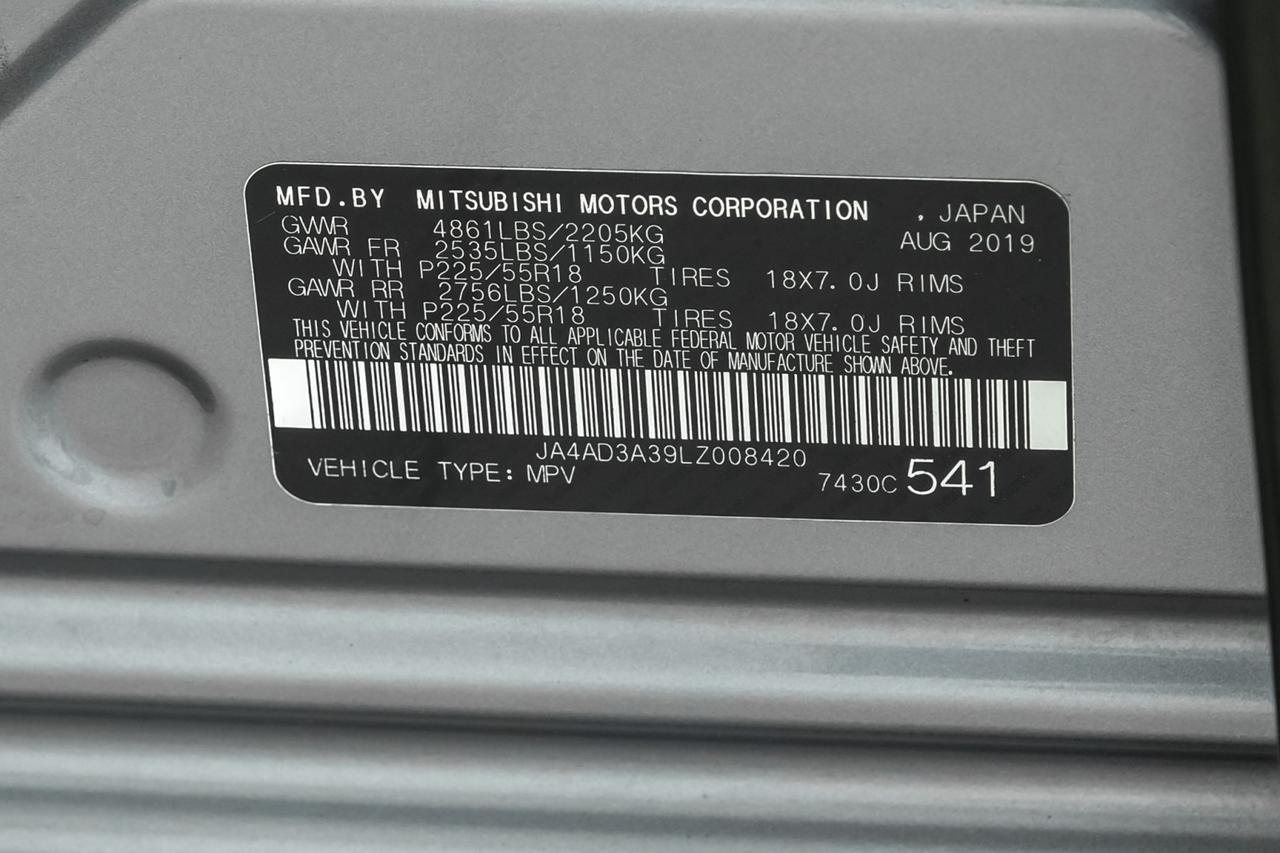 MFD.BY MITSUBISHI MOTORS CORPORATION , JAPAN
GVWR 4861LBS/2205KG AUG 2019
GAWR FR 2535LBS/1150KG
WITH P225/55R18 TIRES 18X7.0J RIMS
GAWR RR 2756LBS/1250KG
WITH P225/55R18 TIRES 18X7.0J RIMS
THIS VEHICLE CONFORMS TO ALL APPLICABLE FEDERAL MOTOR VEHICLE SAFETY AND THEFT
PREVENTION STANDARDS IN EFFECT ON THE DATE OF MANUFACTURE SHOWN ABOVE.
JA4AD3A39LZ008420
VEHICLE TYPE: MPV 7430C 541